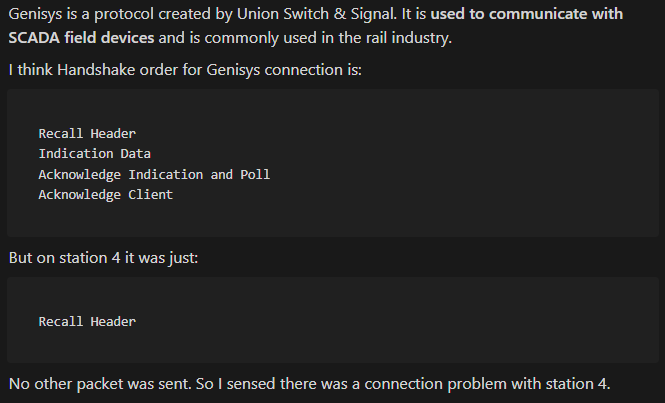 Genisys is a protocol created by Union Switch & Signal. It is used to communicate with
SCADA field devices and is commonly used in the rail industry.
I think Handshake order for Genisys connection is:
Recall Header
Indication Data
Acknowledge Indication and Poll
Acknowledge Client
But on station 4 it was just:
Recall Header
No other packet was sent. So I sensed there was a connection problem with station 4.